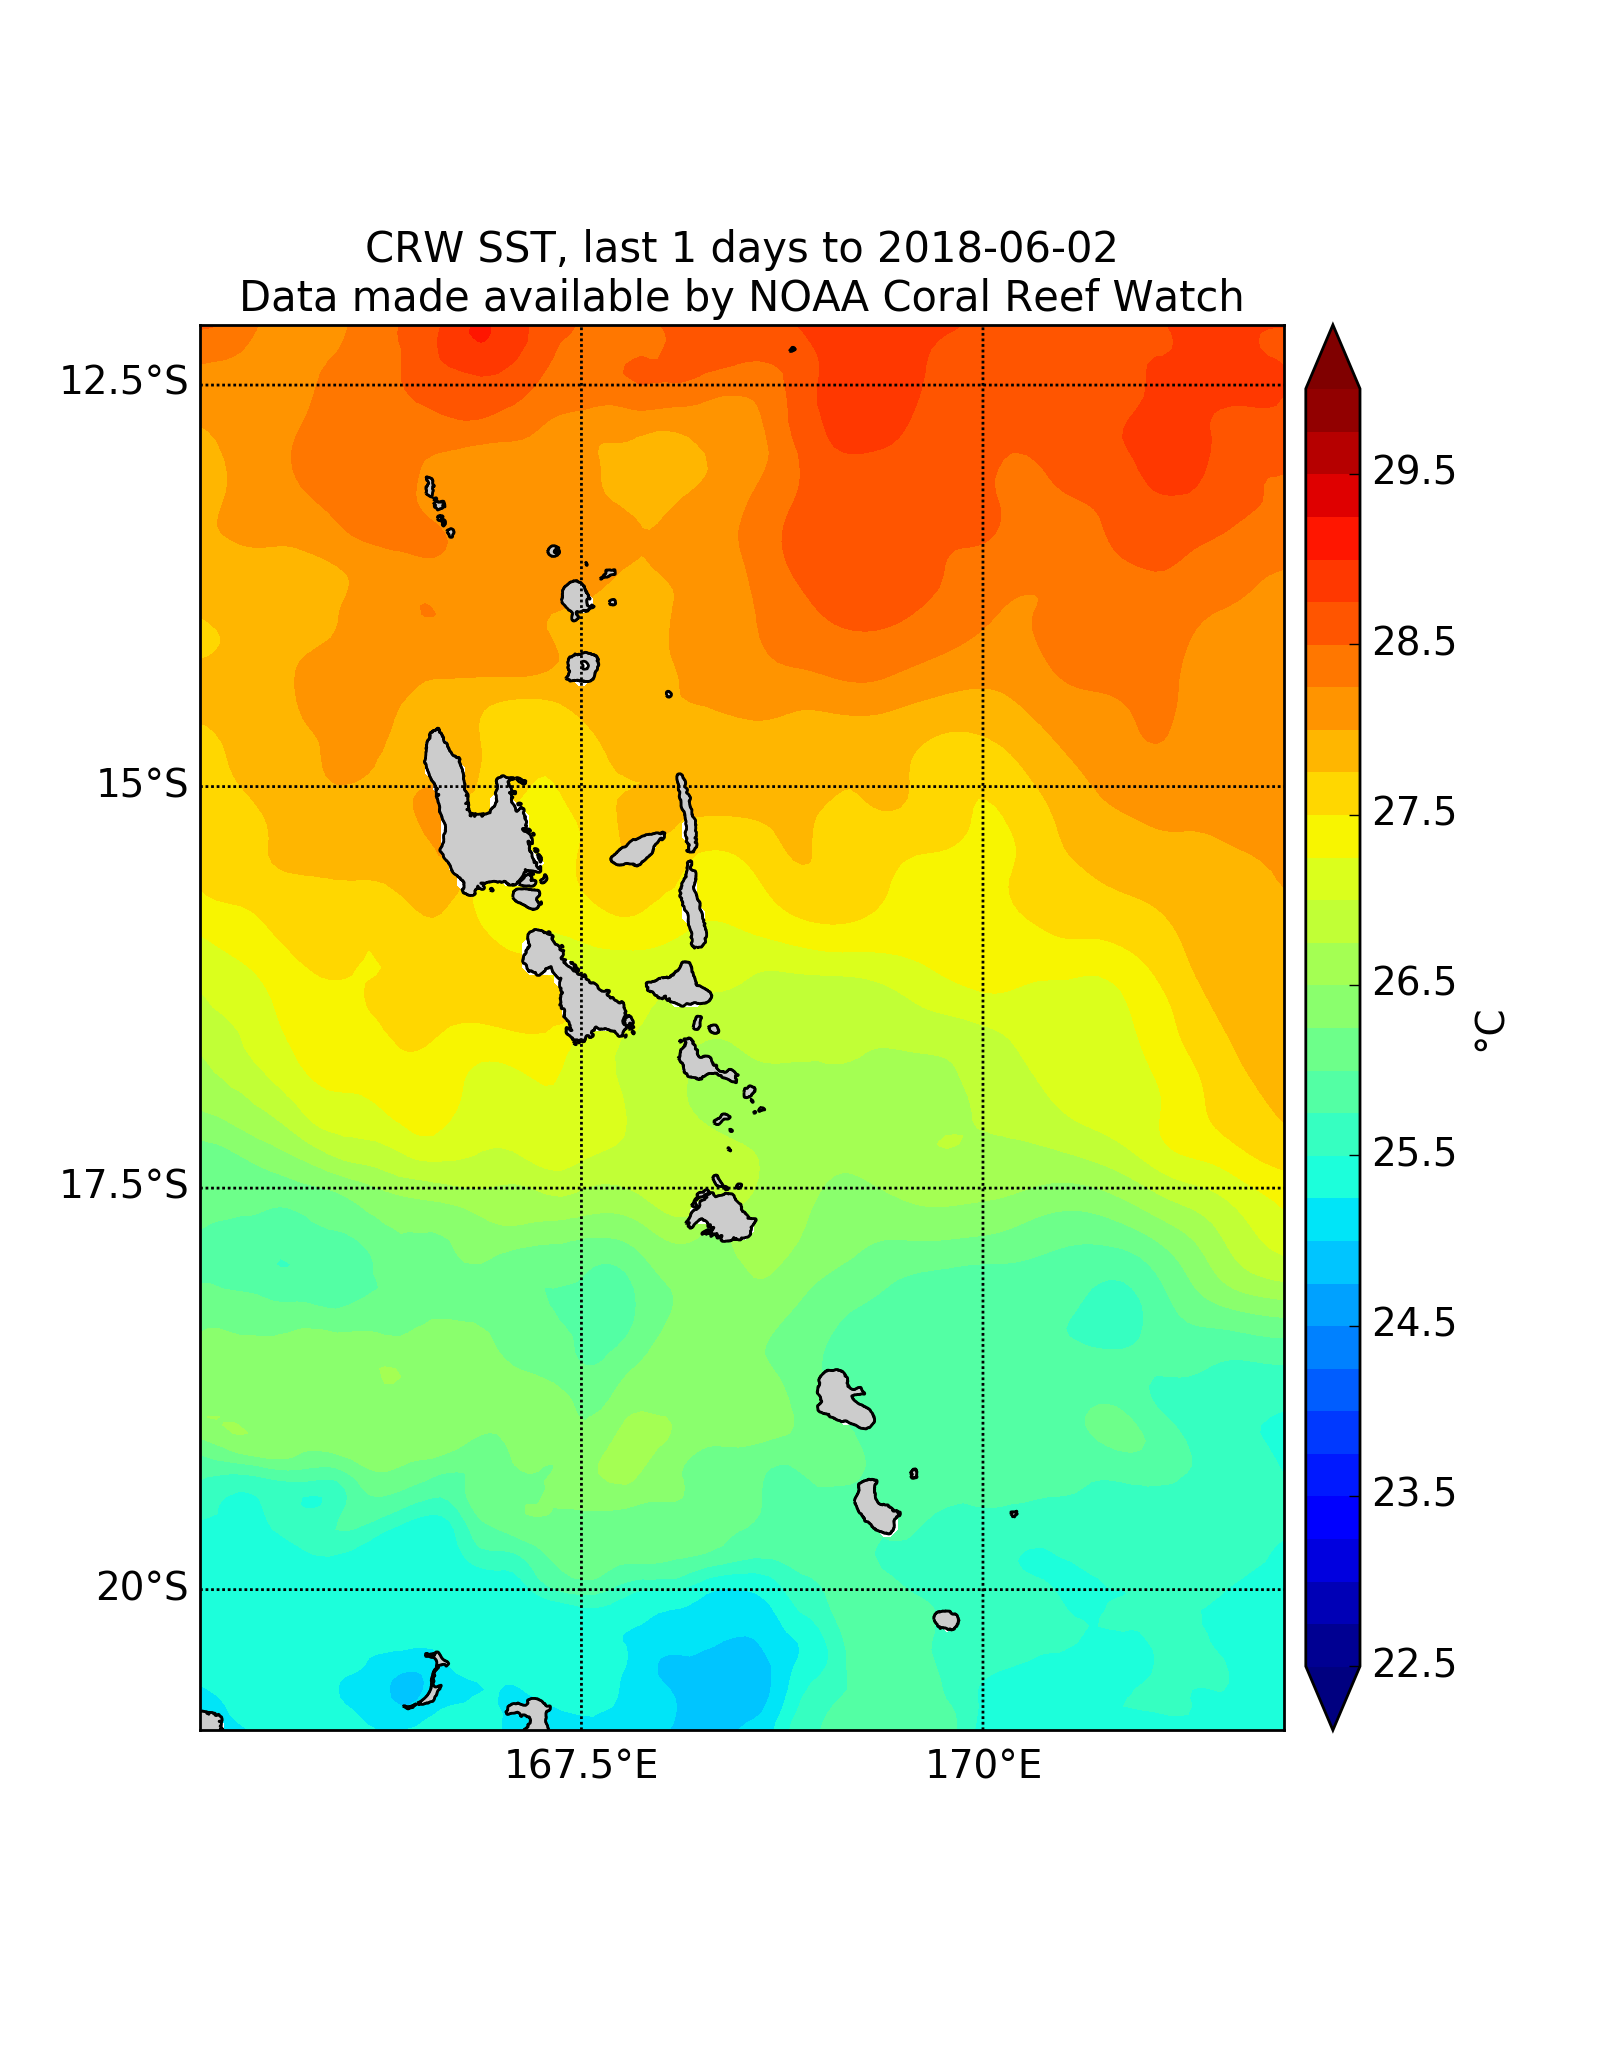 CRW SST, last 1 days to 2018-06-02
Data made available by NOAA Coral Reef Watch
12.5°S
15°S
17.5°S
20°S
167.5°E
170°E
29.5
28.5
27.5
26.5
25.5
24.5
23.5
22.5
°C